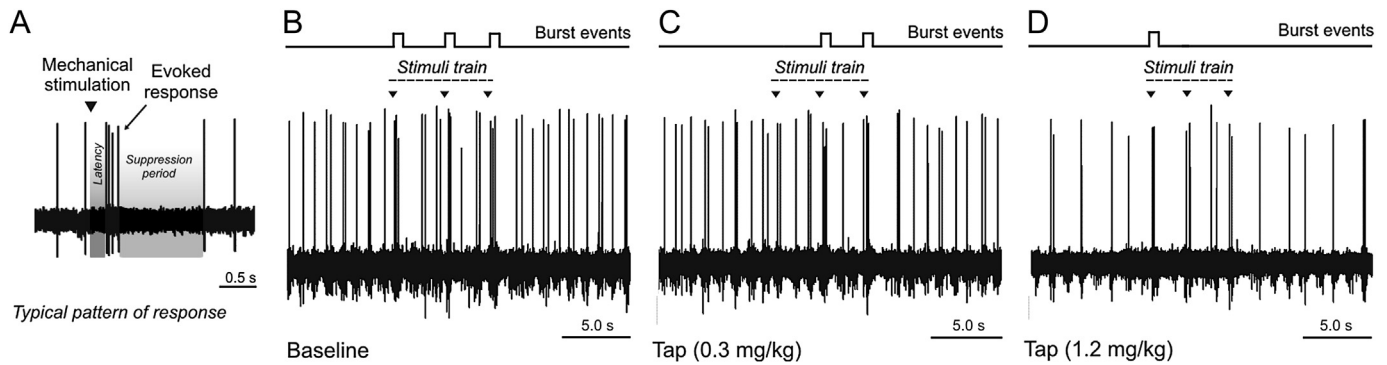 A
Mechanical
stimulation
Evoked
response
Latency
Suppression
period
0.5 s
Typical pattern of response
B
Burst events
Stimuli train
5.0 s
Baseline
C
Burst events
Stimuli train
5.0 s
Tap (0.3 mg/kg)
D
Burst events
Stimuli train
5.0 s
Tap (1.2 mg/kg)